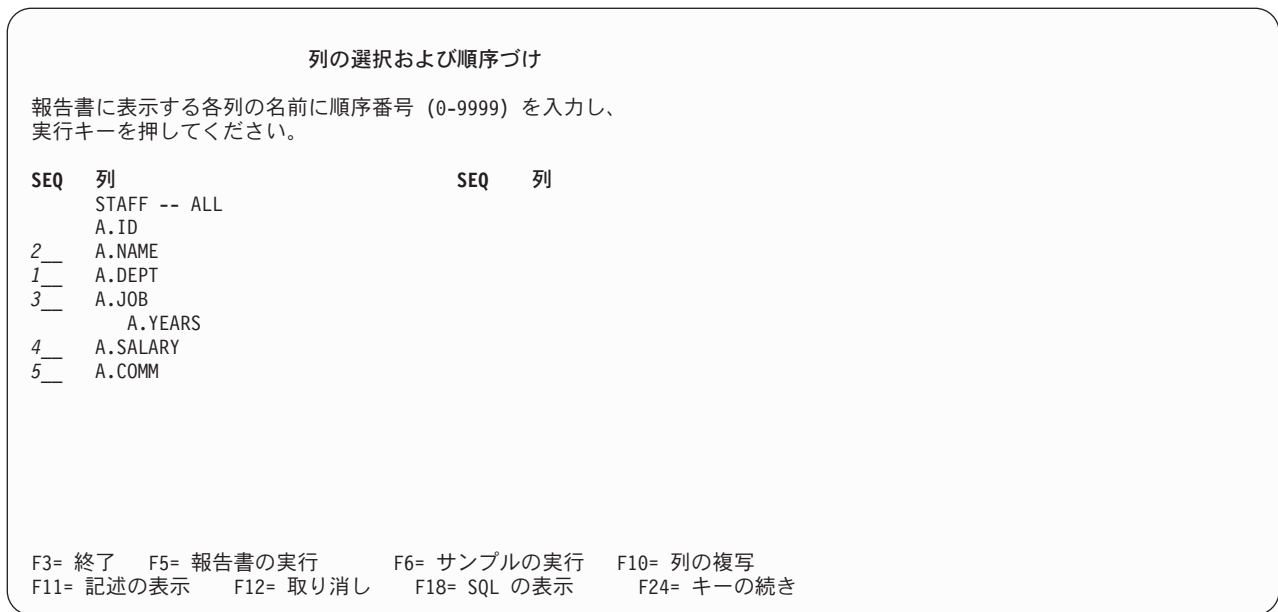 列の選択および順序づけ
報告書に表示する各列の名前に順序番号 (0-9999) を入力し、
実行キーを押してください。
SEQ 列 SEQ 列
STAFF -- ALL
A.ID
2__ A.NAME
1__ A.DEPT
3__ A.JOB
A.YEARS
4__ A.SALARY
5__ A.COMM
F3= 終了 F5= 報告書の実行 F6= サンプルの実行 F10= 列の複写
F11= 記述の表示 F12= 取り消し F18= SQL の表示 F24= キーの続き